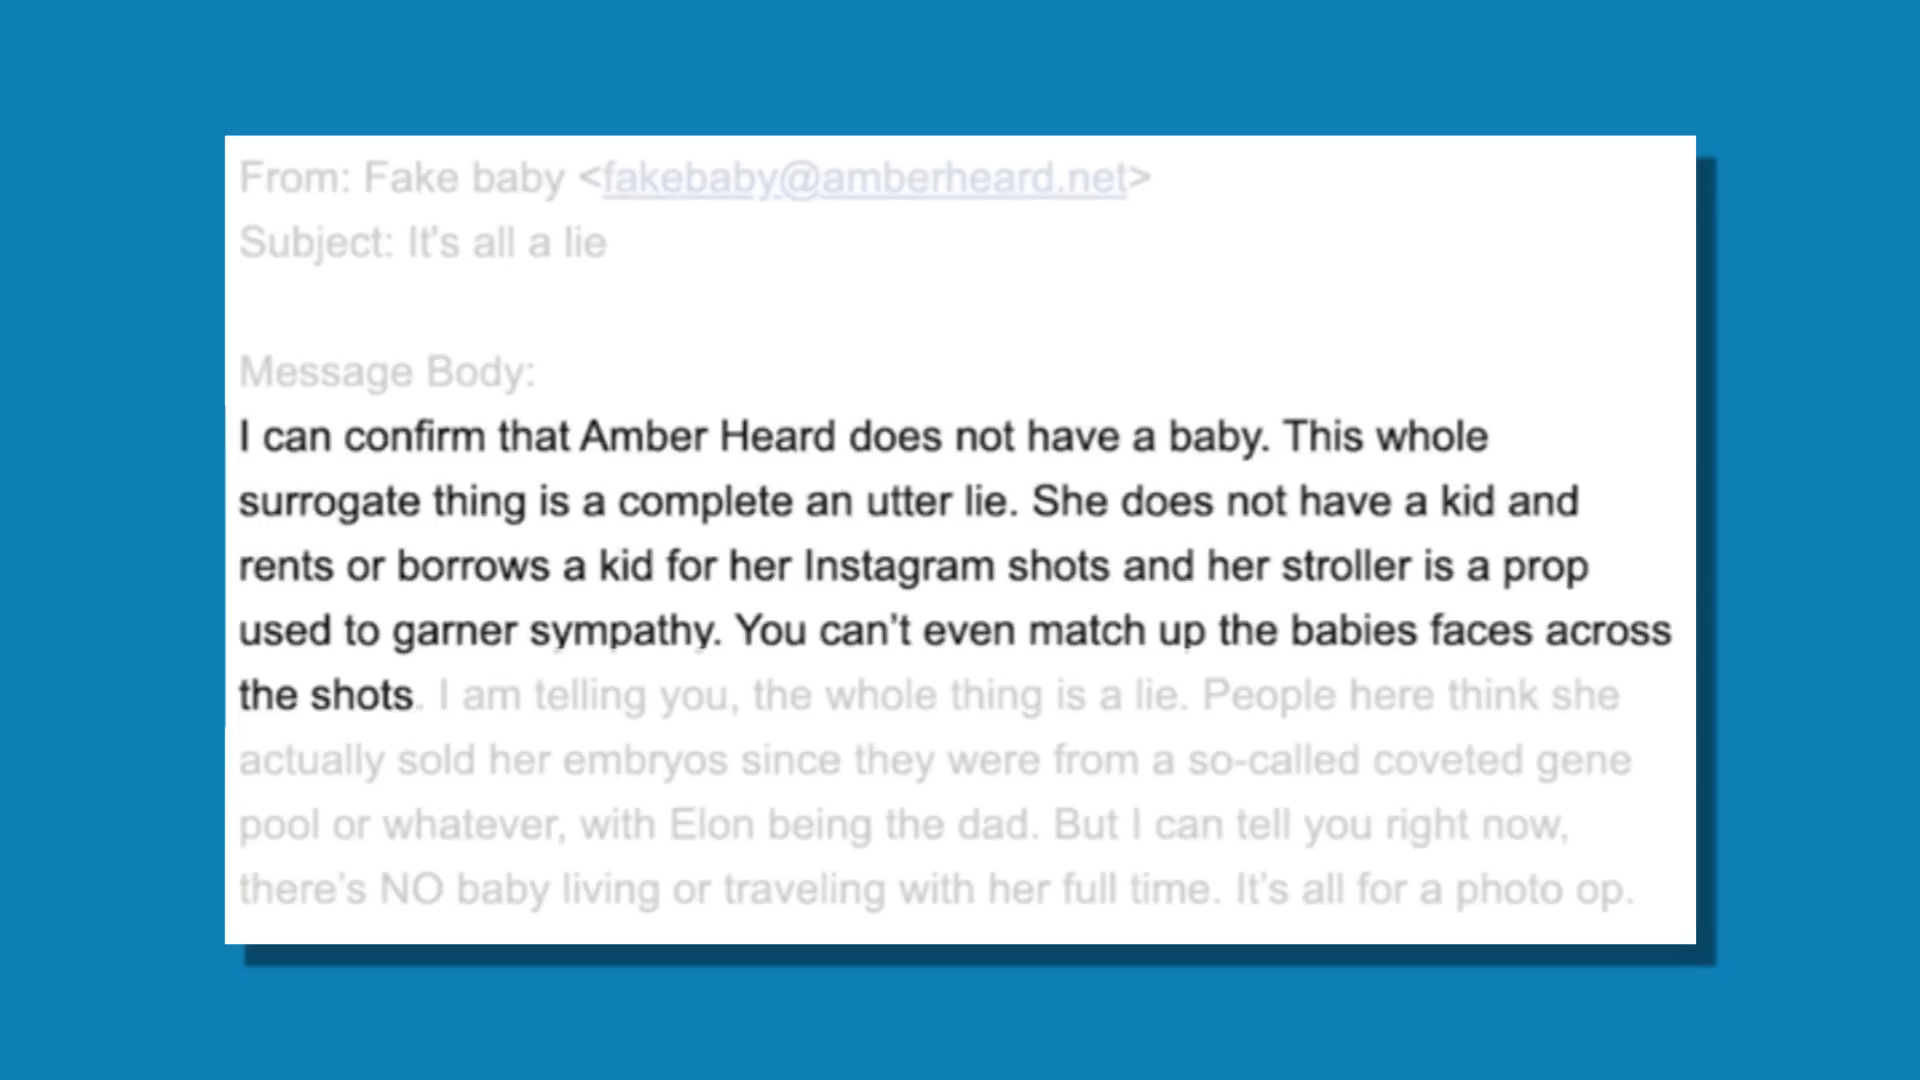 From: Fake baby <fakebaby@amberheard.net>
Subject: It's all a lie
Message Body:
I can confirm that Amber Heard does not have a baby. This whole
surrogate thing is a complete an utter lie. She does not have a kid and
rents or borrows a kid for her Instagram shots and her stroller is a prop
used to garner sympathy. You can’t even match up the babies faces across
the shots. I am telling you, the whole thing is a lie. People here think she
actually sold her embryos since they were from a so-called coveted gene
pool or whatever, with Elon being the dad. But I can tell you right now,
there’s NO baby living or traveling with her full time. It’s all for a photo op.